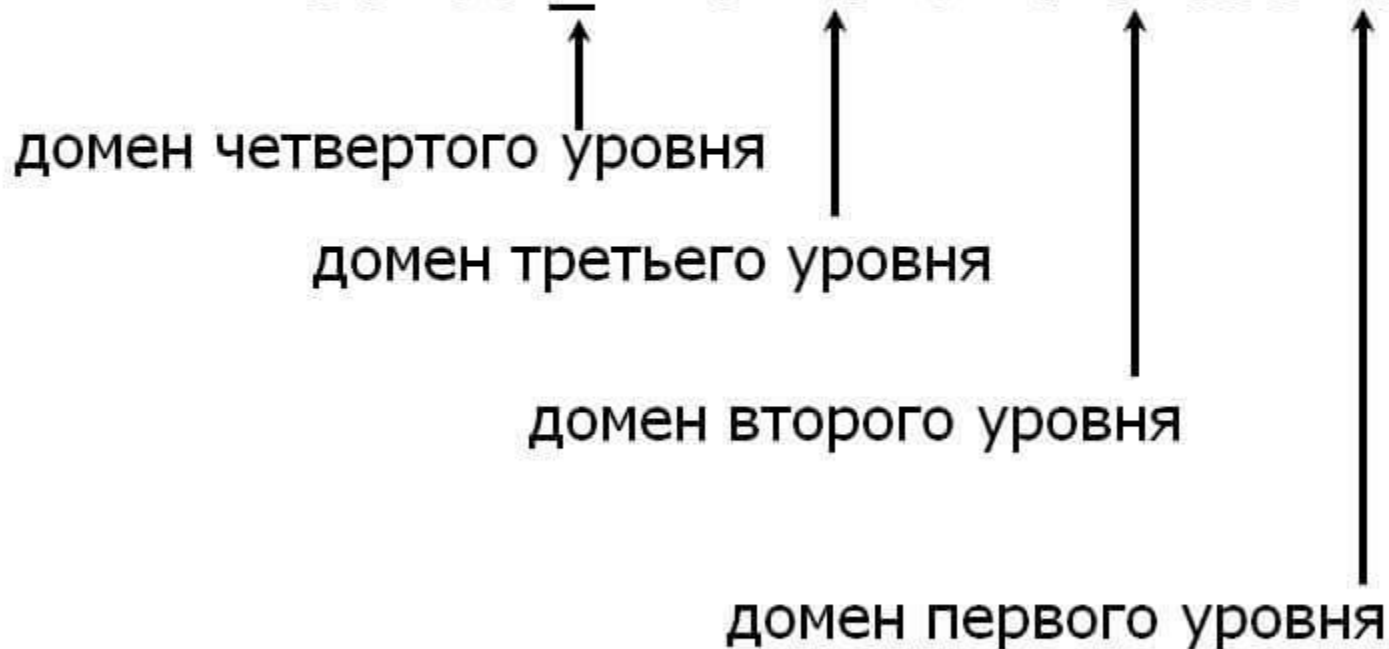 домен четвертого уровня
домен третьего уровня
домен второго уровня
домен первого уровня